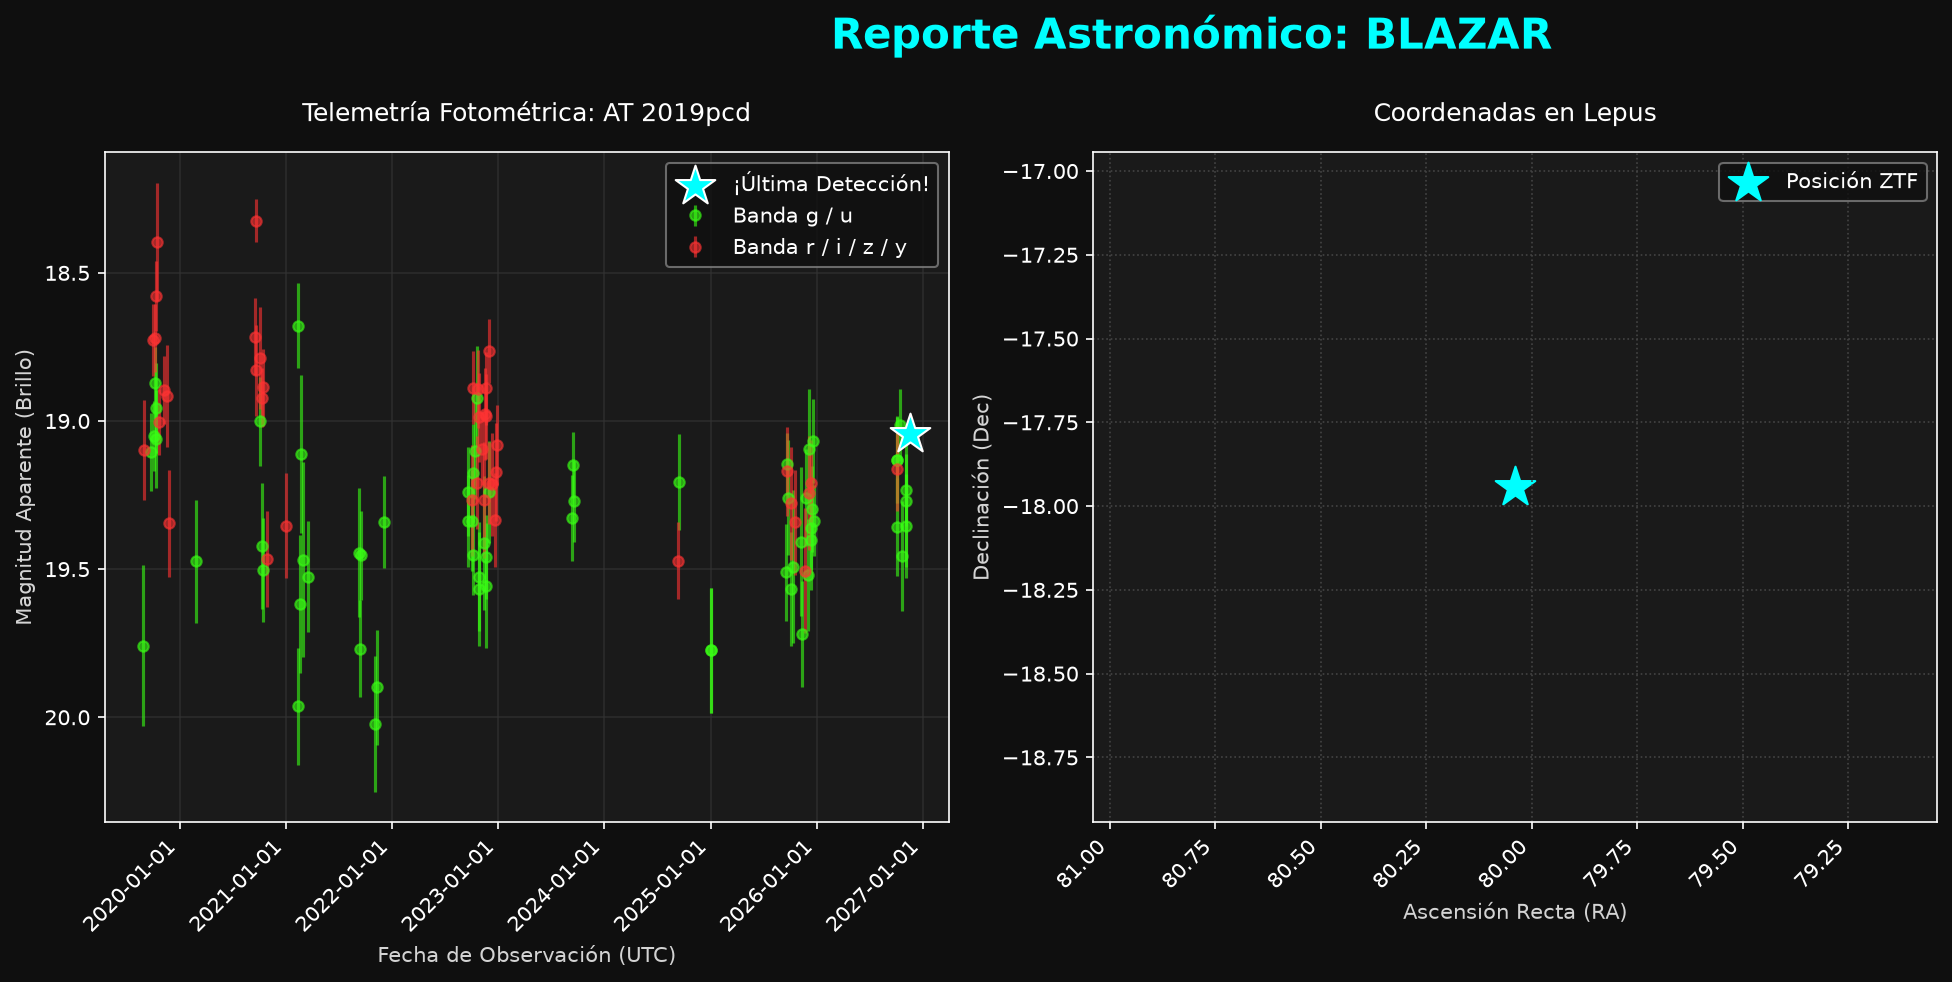 Reporte Astronómico: BLAZAR
Telemetría Fotométrica: AT 2019pcd
¡Última Detección!
Banda g / u
Banda r / i / z / y
Magnitud Aparente (Brillo)
18.5
19.0
19.5
20.0
2020-01-01
2021-01-01
2022-01-01
2023-01-01
2024-01-01
2025-01-01
2026-01-01
2027-01-01
Fecha de Observación (UTC)
Coordenadas en Lepus
Posición ZTF
Declinación (Dec)
−17.00
−17.25
−17.50
−17.75
−18.00
−18.25
−18.50
−18.75
81.00
80.75
80.50
80.25
80.00
79.75
79.50
79.25
Ascensión Recta (RA)